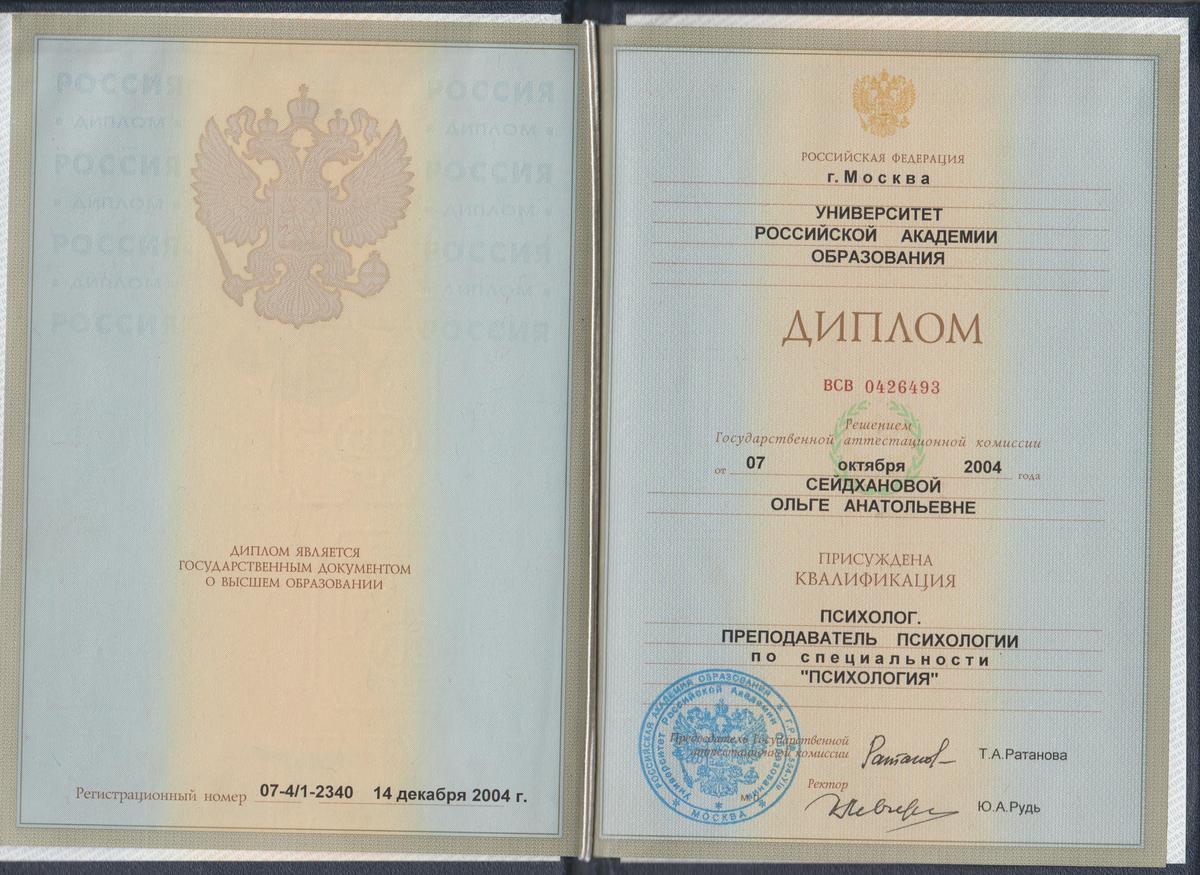 РОССИЯ РОССИЯ
ДИПЛОМ ДИПЛОМ
РОССИЯ РОССИЯ
ДИПЛОМ ДИПЛОМ
РОССИЯ РОССИЯ
ДИПЛОМ ДИПЛОМ
РОССИЯ РОССИЯ
ДИПЛОМ ЯВЛЯЕТСЯ
ГОСУДАРСТВЕННЫМ ДОКУМЕНТОМ
О ВЫСШЕМ ОБРАЗОВАНИИ
Регистрационный номер 07-4/1-2340 14 декабря 2004 г.
РОССИЙСКАЯ ФЕДЕРАЦИЯ
г. Москва
УНИВЕРСИТЕТ
РОССИЙСКОЙ АКАДЕМИИ
ОБРАЗОВАНИЯ
ДИПЛОМ
ВСВ 0426493
Решением
Государственной аттестационной комиссии
от 07 октября 2004 года
СЕЙДХАНОВОЙ
ОЛЬГЕ АНАТОЛЬЕВНЕ
ПРИСУЖДЕНА
КВАЛИФИКАЦИЯ
ПСИХОЛОГ.
ПРЕПОДАВАТЕЛЬ ПСИХОЛОГИИ
по специальности
"ПСИХОЛОГИЯ"
РОССИЙСКАЯ АКАДЕМИЯ ОБРАЗОВАНИЯ
Университет Российской Академии Образования
МОСКВА
Председатель Государственной
аттестационной комиссии Т.А.Ратанова
Ректор
Ю.А.Рудь